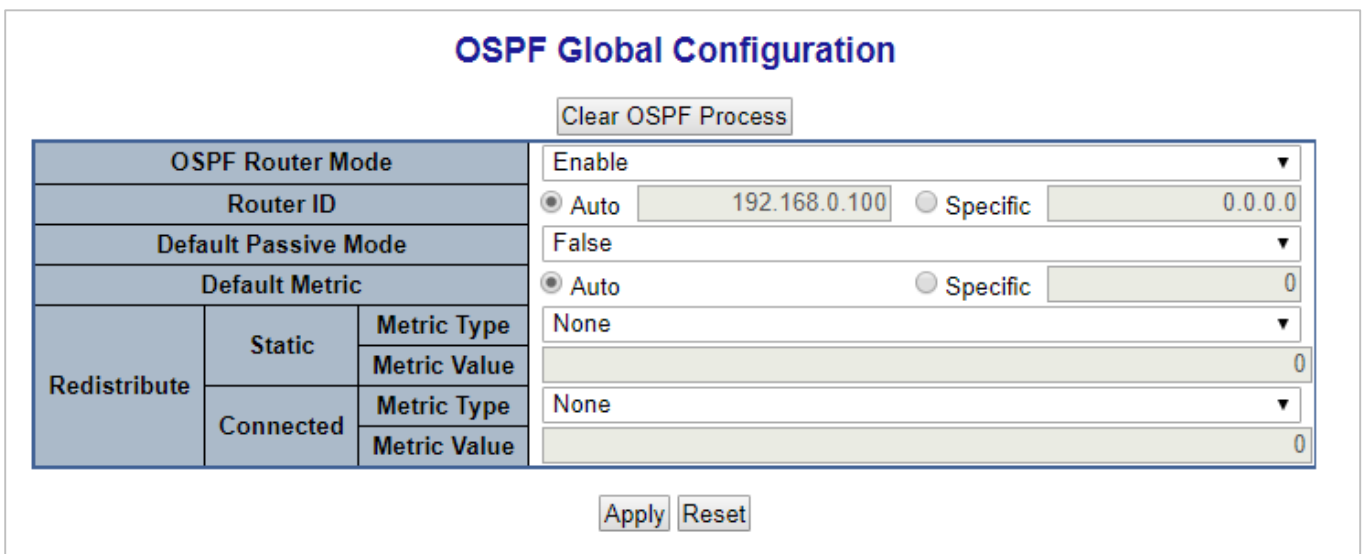 OSPF Global Configuration
Clear OSPF Process
OSPF Router Mode Enable
Router ID Auto 192.168.0.100 Specific 0.0.0.0
Default Passive Mode False
Default Metric Auto Specific 0
Redistribute Static Metric Type None
Metric Value 0
Connected Metric Type None
Metric Value 0
Apply Reset